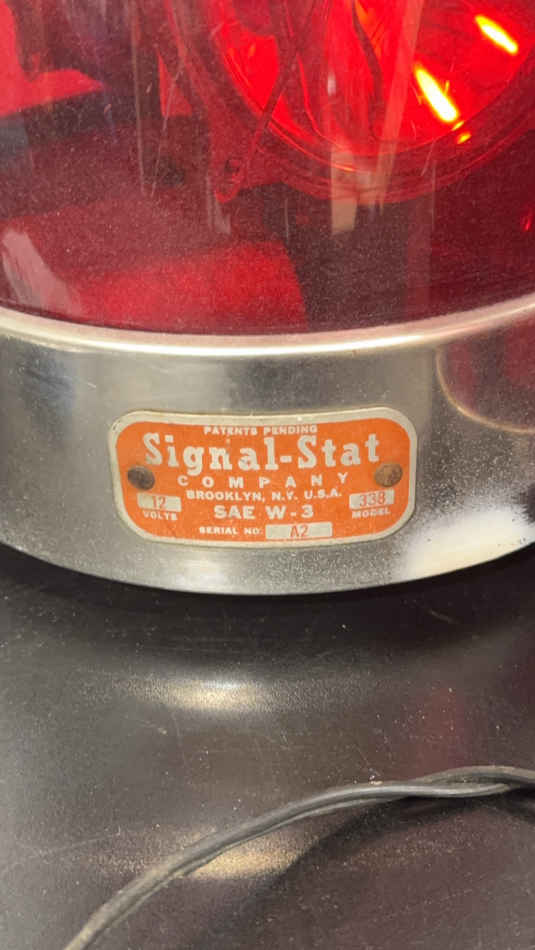 PATENTS PENDING
Signal-Stat
COMPANY
BROOKLYN, N.Y. U.S.A.
12 VOLTS
SAE W-3
338 MODEL
SERIAL NO. A2